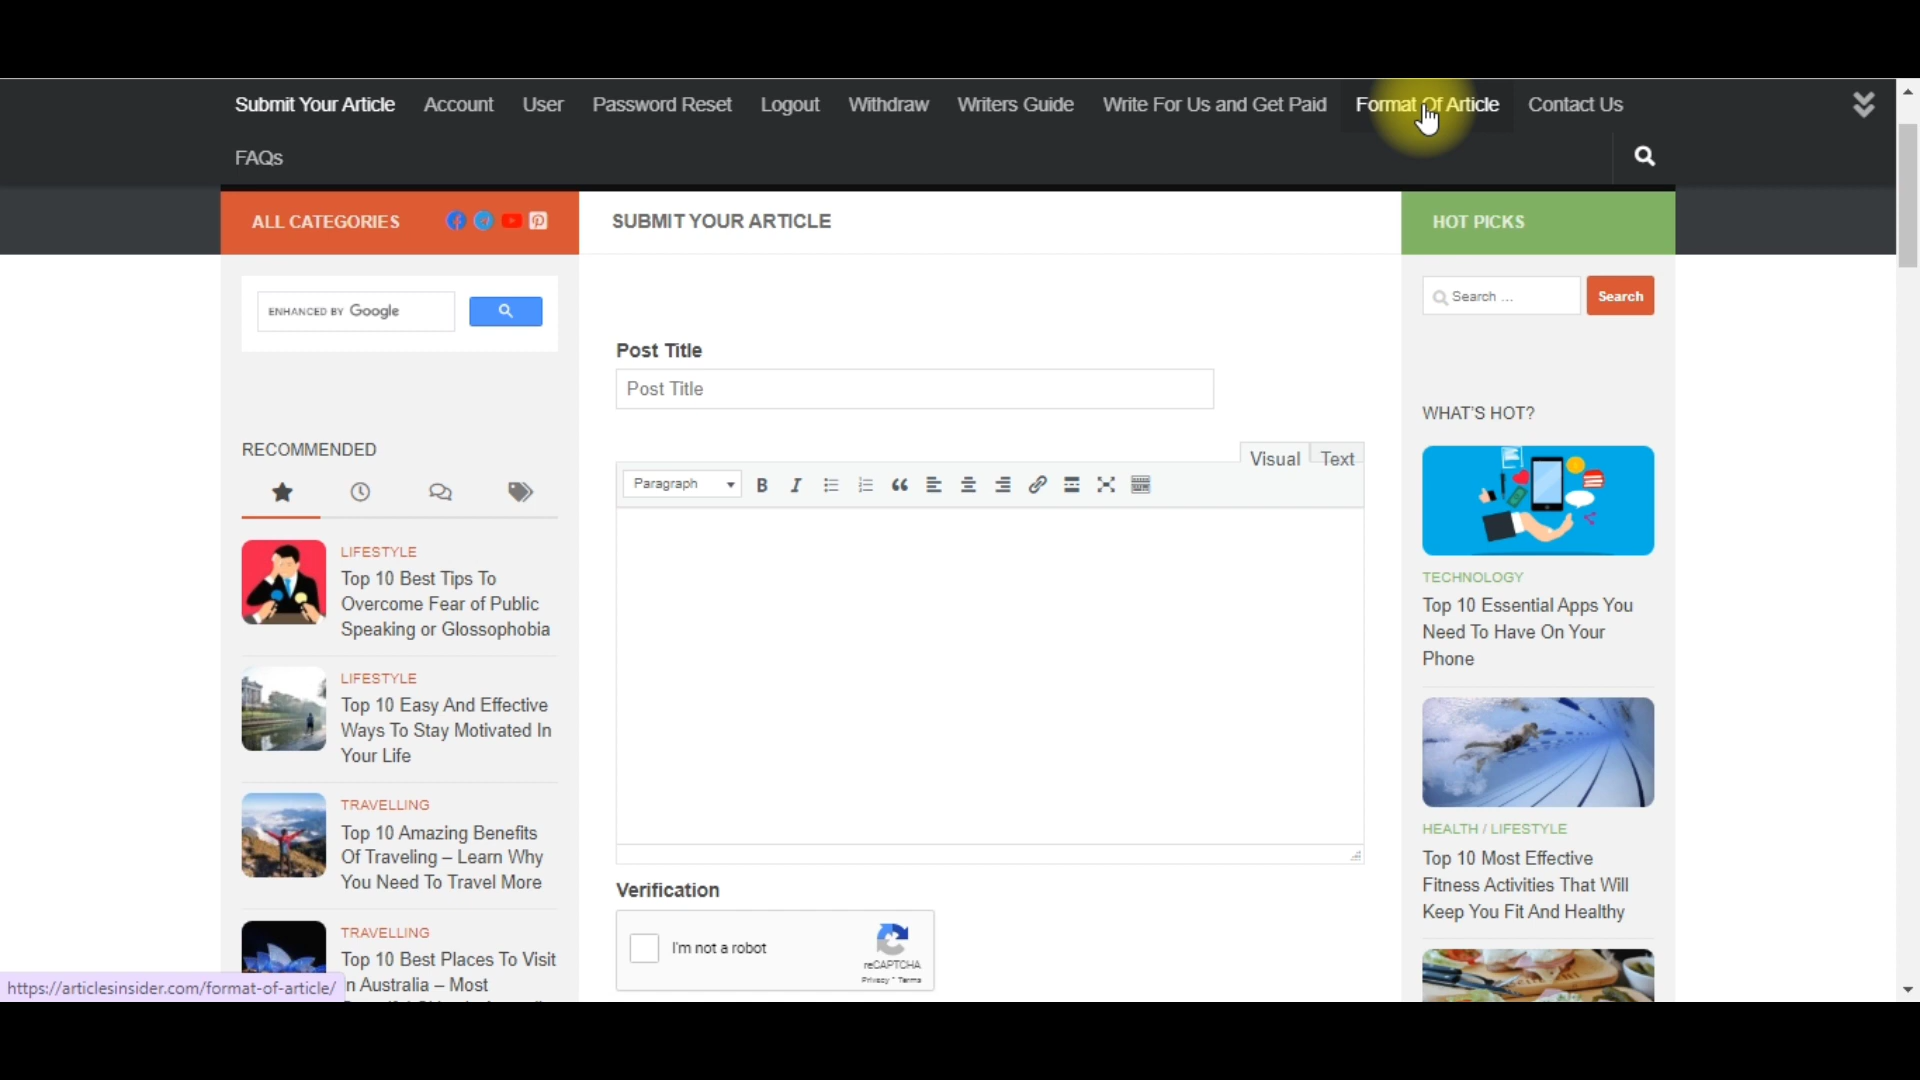 Submit Your Article Account User Password Reset Logout Withdraw Writers Guide Write For Us and Get Paid Format Of Article Contact Us
FAQs
ALL CATEGORIES
SUBMIT YOUR ARTICLE
HOT PICKS
ENHANCED BY Google
Search ...
Search
Post Title
Post Title
RECOMMENDED
WHAT'S HOT?
Visual Text
Paragraph
LIFESTYLE
Top 10 Best Tips To
Overcome Fear of Public
Speaking or Glossophobia
LIFESTYLE
Top 10 Easy And Effective
Ways To Stay Motivated In
Your Life
TRAVELLING
Top 10 Amazing Benefits
Of Traveling – Learn Why
You Need To Travel More
TRAVELLING
Top 10 Best Places To Visit
n Australia – Most
TECHNOLOGY
Top 10 Essential Apps You
Need To Have On Your
Phone
HEALTH / LIFESTYLE
Top 10 Most Effective
Fitness Activities That Will
Keep You Fit And Healthy
Verification
I'm not a robot
reCAPTCHA
Privacy - Terms
https://articlesinsider.com/format-of-article/